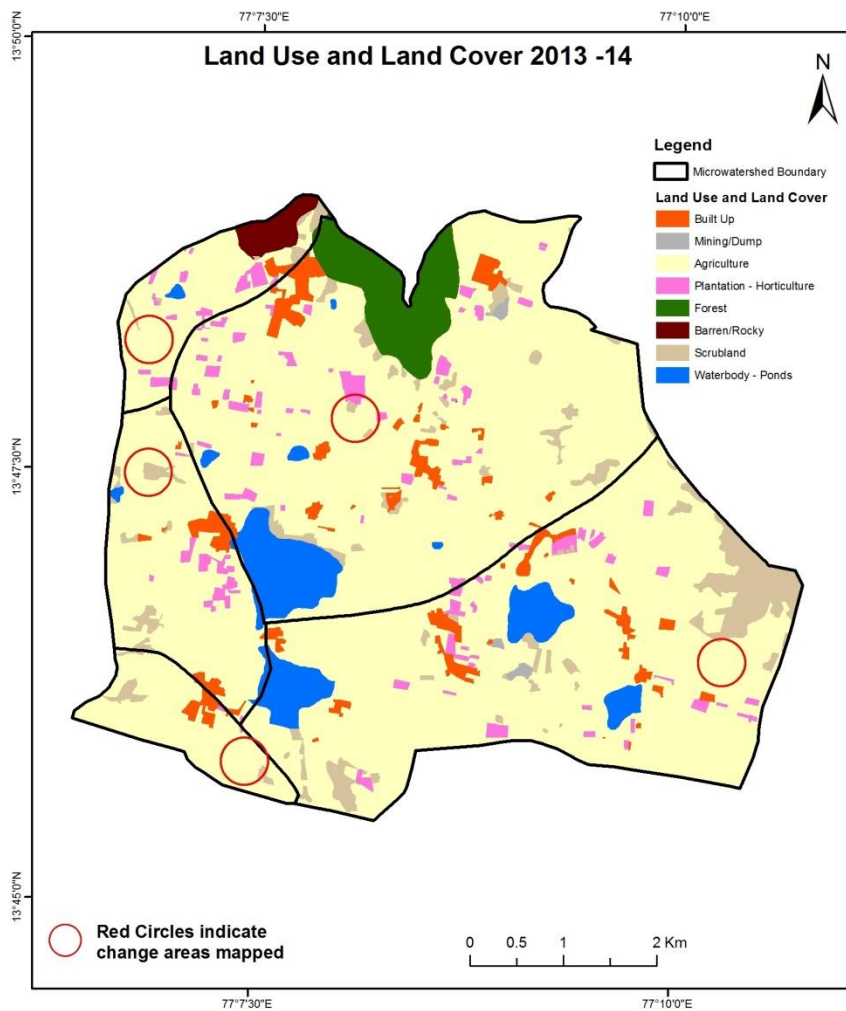 77°7'30"E
77°10'0"E
13°50'0"N
Land Use and Land Cover 2013 -14
N
Legend
Microwatershed Boundary
Land Use and Land Cover
Built Up
Mining/Dump
Agriculture
Plantation - Horticulture
Forest
Barren/Rocky
Scrubland
Waterbody - Ponds
13°47'30"N
13°45'0"N
Red Circles indicate
change areas mapped
0 0.5 1 2 Km
77°7'30"E
77°10'0"E